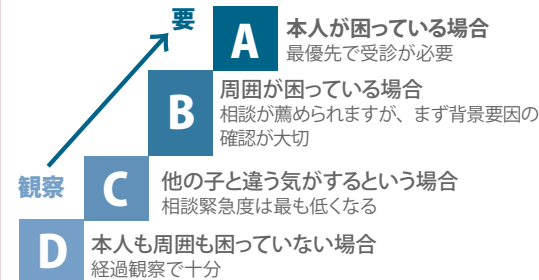 要
A
本人が困っている場合
最優先で受診が必要
B
周囲が困っている場合
相談が薦められますが、まず背景要因の
確認が大切
観察
C
他の子と違う気がするという場合
相談緊急度は最も低くなる
D
本人も周囲も困っていない場合
経過観察で十分